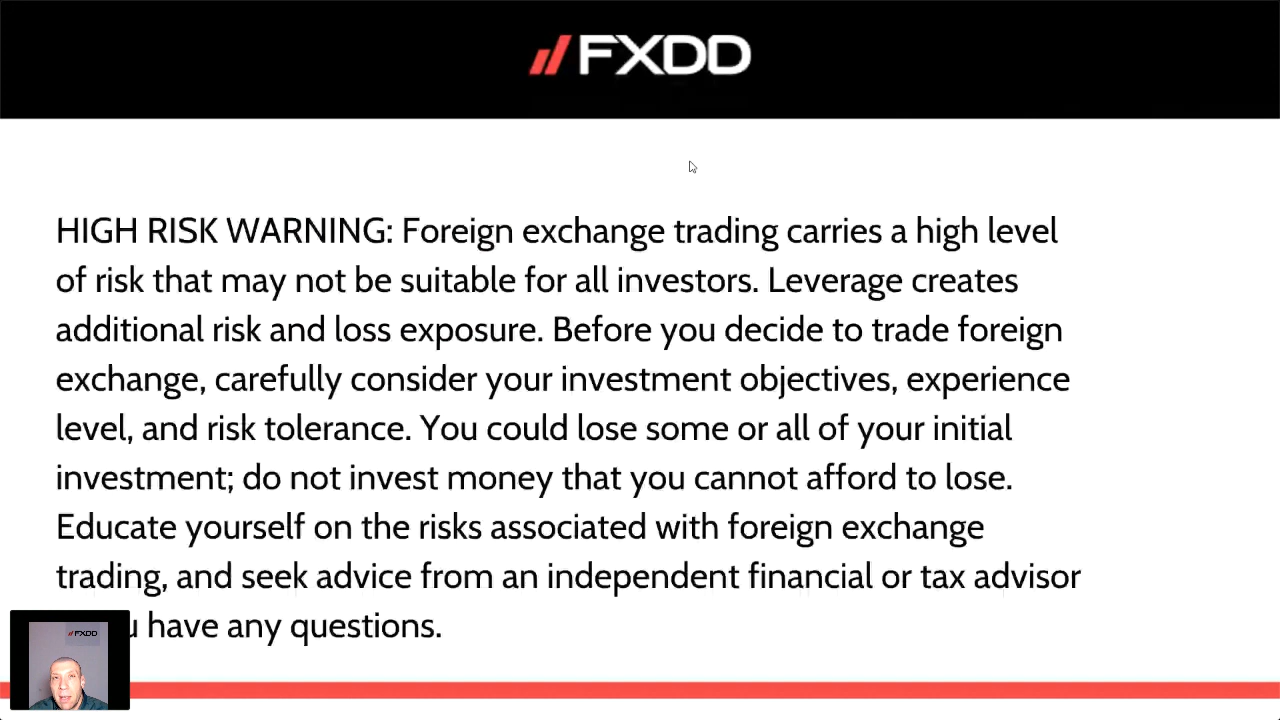 FXDD
HIGH RISK WARNING: Foreign exchange trading carries a high level
of risk that may not be suitable for all investors. Leverage creates
additional risk and loss exposure. Before you decide to trade foreign
exchange, carefully consider your investment objectives, experience
level, and risk tolerance. You could lose some or all of your initial
investment; do not invest money that you cannot afford to lose.
Educate yourself on the risks associated with foreign exchange
trading, and seek advice from an independent financial or tax advisor
have any questions.
FXDD